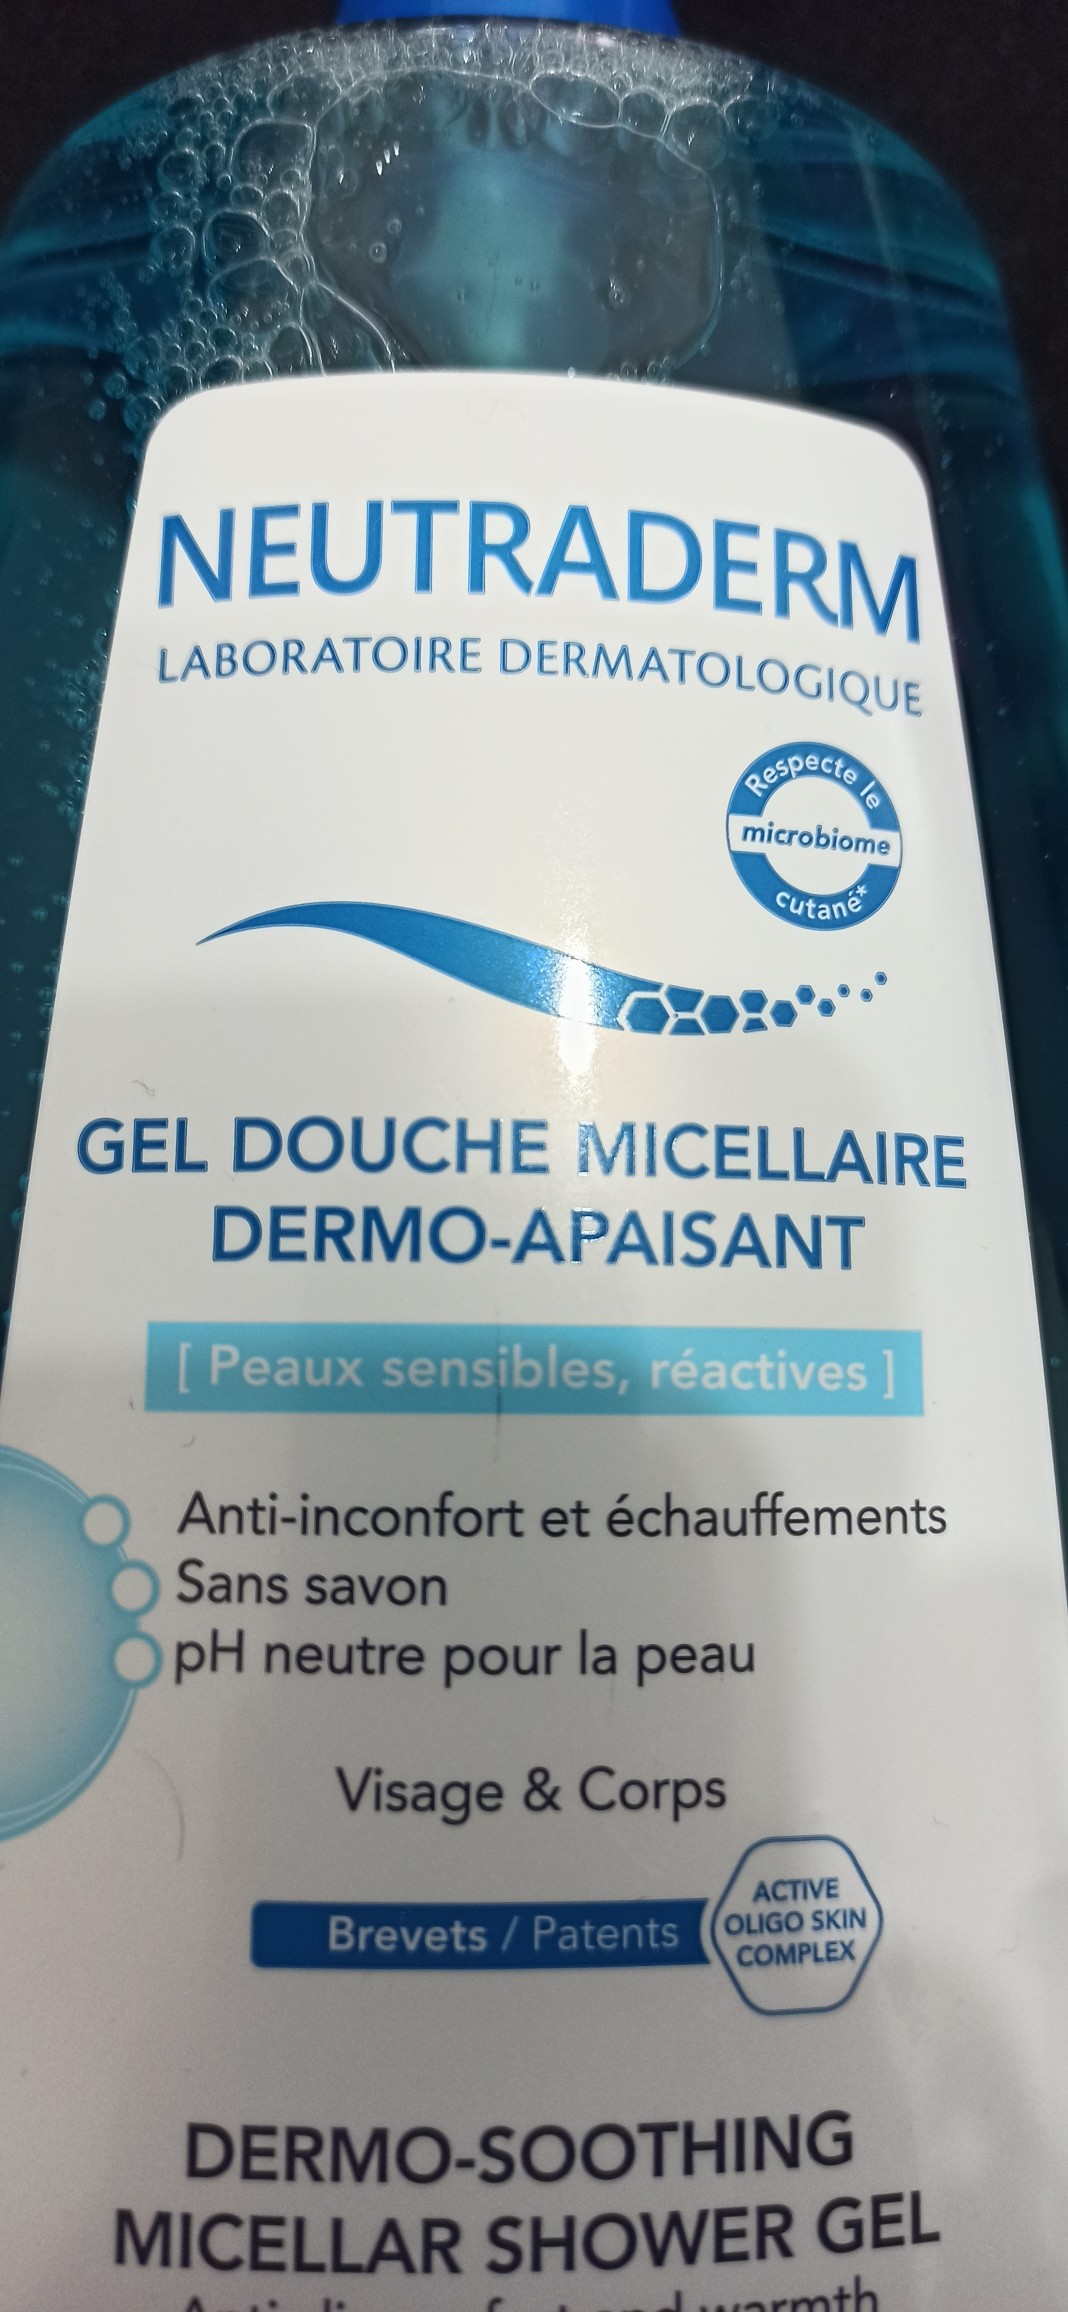 NEUTRADERM
LABORATOIRE DERMATOLOGIQUE
Respecte le
microbiome
cutané*
GEL DOUCHE MICELLAIRE
DERMO-APAISANT
[ Peaux sensibles, réactives ]
Anti-inconfort et échauffements
Sans savon
pH neutre pour la peau
Visage & Corps
Brevets / Patents
ACTIVE
OLIGO SKIN
COMPLEX
DERMO-SOOTHING
MICELLAR SHOWER GEL
and warmth